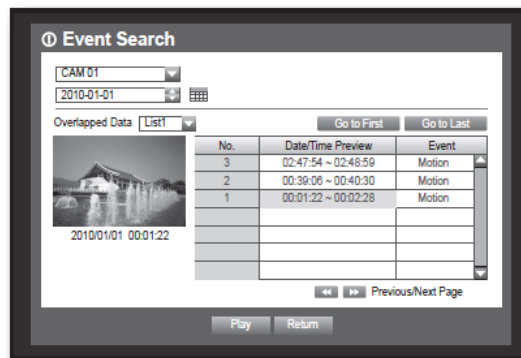 Event Search
CAM 01
2010-01-01
Overlapped Data List1 Go to First Go to Last
No. Date/Time Preview Event
3 02:47:54 ~ 02:48:59 Motion
2 00:39:06 ~ 00:40:30 Motion
1 00:01:22 ~ 00:02:28 Motion
2010/01/01 00:01:22
Previous/Next Page
Play Return